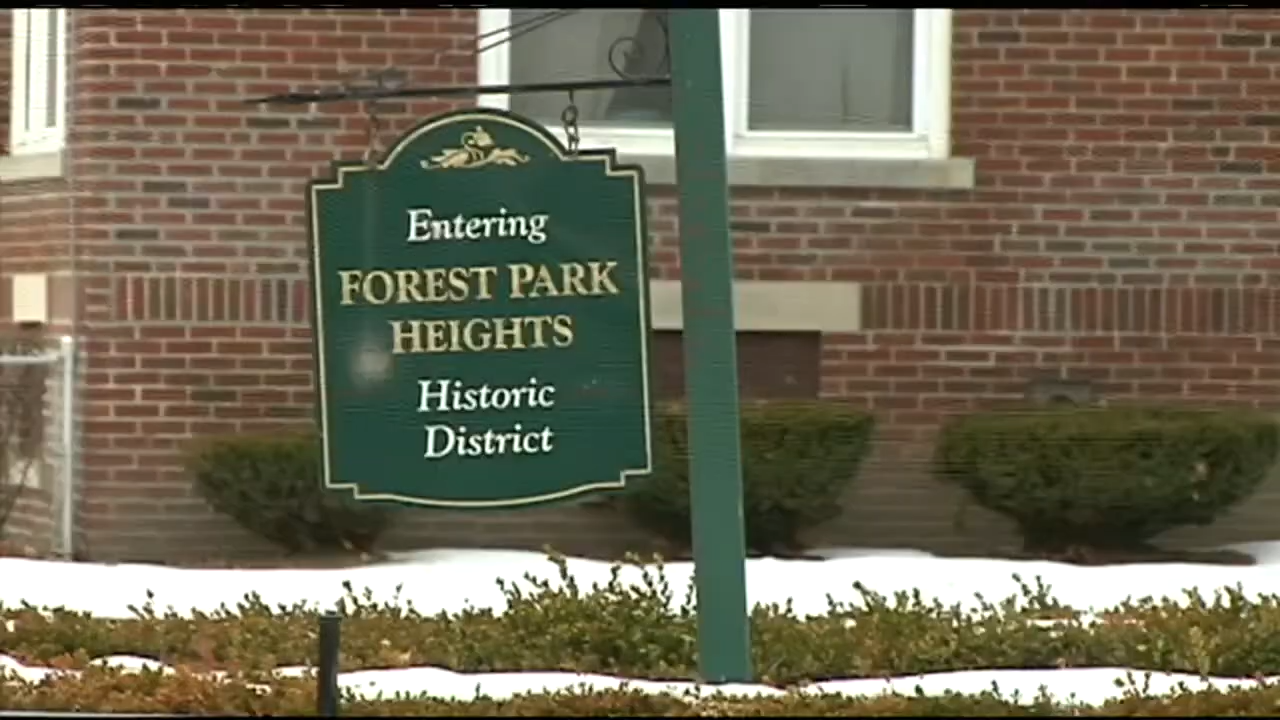 Entering
FOREST PARK
HEIGHTS
Historic
District